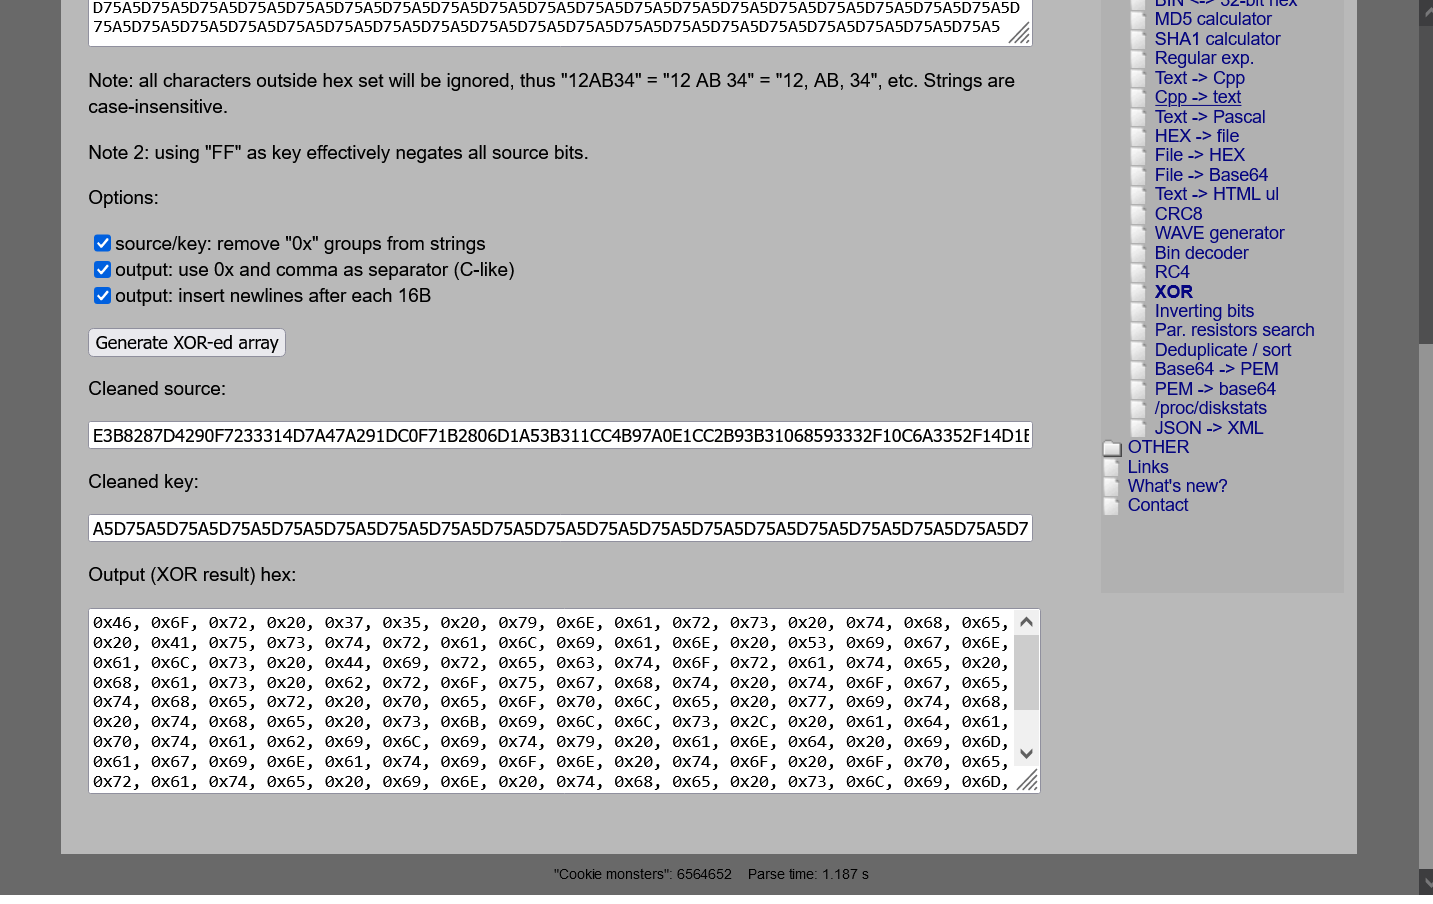 D75A5D75A5D75A5D75A5D75A5D75A5D75A5D75A5D75A5D75A5D75A5D75A5D75A5D75A5D75A5D75A5D75A5D75A5D75A5D
75A5D75A5D75A5D75A5D75A5D75A5D75A5D75A5D75A5D75A5D75A5D75A5D75A5D75A5D75A5D75A5D75A5D75A5D75A5
Note: all characters outside hex set will be ignored, thus "12AB34" = "12 AB 34" = "12, AB, 34", etc. Strings are
case-insensitive.
Note 2: using "FF" as key effectively negates all source bits.
Options:
source/key: remove "0x" groups from strings
output: use 0x and comma as separator (C-like)
output: insert newlines after each 16B
Generate XOR-ed array
Cleaned source:
E3B8287D4290F7233314D7A47A291DC0F71B2806D1A53B311CC4B97A0E1CC2B93B31068593332F10C6A3352F14D1E
Cleaned key:
A5D75A5D75A5D75A5D75A5D75A5D75A5D75A5D75A5D75A5D75A5D75A5D75A5D75A5D75A5D75A5D75A5D75A5D75A5D7
Output (XOR result) hex:
0x46, 0x6F, 0x72, 0x20, 0x37, 0x35, 0x20, 0x79, 0x6E, 0x61, 0x72, 0x73, 0x20, 0x74, 0x68, 0x65,
0x20, 0x41, 0x75, 0x73, 0x74, 0x72, 0x61, 0x6C, 0x69, 0x61, 0x6E, 0x20, 0x53, 0x69, 0x67, 0x6E,
0x61, 0x6C, 0x73, 0x20, 0x44, 0x69, 0x72, 0x65, 0x63, 0x74, 0x6F, 0x72, 0x61, 0x74, 0x65, 0x20,
0x68, 0x61, 0x73, 0x20, 0x62, 0x72, 0x6F, 0x75, 0x67, 0x68, 0x74, 0x20, 0x74, 0x6F, 0x67, 0x65,
0x74, 0x68, 0x65, 0x72, 0x20, 0x70, 0x65, 0x6F, 0x70, 0x6C, 0x65, 0x20, 0x77, 0x69, 0x74, 0x68,
0x20, 0x74, 0x68, 0x65, 0x20, 0x73, 0x6B, 0x69, 0x6C, 0x6C, 0x73, 0x2C, 0x20, 0x61, 0x64, 0x61,
0x70, 0x74, 0x61, 0x62, 0x69, 0x6C, 0x69, 0x74, 0x79, 0x20, 0x61, 0x6E, 0x64, 0x20, 0x69, 0x6D,
0x61, 0x67, 0x69, 0x6E, 0x61, 0x74, 0x69, 0x6F, 0x6E, 0x20, 0x74, 0x6F, 0x20, 0x6F, 0x70, 0x65,
0x72, 0x61, 0x74, 0x65, 0x20, 0x69, 0x6E, 0x20, 0x74, 0x68, 0x65, 0x20, 0x73, 0x6C, 0x69, 0x6D,
BIN <--> 32-bit hex
MD5 calculator
SHA1 calculator
Regular exp.
Text -> Cpp
Cpp -> text
Text -> Pascal
HEX -> file
File -> HEX
File -> Base64
Text -> HTML ul
CRC8
WAVE generator
Bin decoder
RC4
XOR
Inverting bits
Par. resistors search
Deduplicate / sort
Base64 -> PEM
PEM -> base64
/proc/diskstats
JSON -> XML
OTHER
Links
What's new?
Contact
"Cookie monsters": 6564652 Parse time: 1.187 s